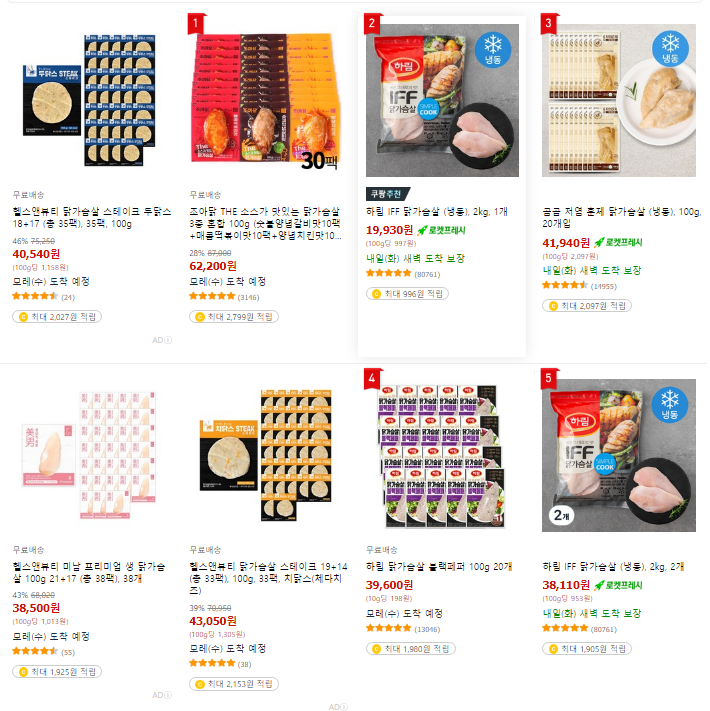 1
2
3
두닭스 STEAK
30팩
냉동
하림
IFF
닭가슴살
SIMPLE COOK
냉동
무료배송
헬스앤뷰티 닭가슴살 스테이크 두닭스
18+17 (총 35팩), 35팩, 100g
46% 75,250
40,540원
(100g당 1,158원)
모레(수) 도착 예정
(24)
최대 2,027원 적립
AD
무료배송
조아닭 THE 소스가 맛있는 닭가슴살
3종 혼합 100g (숯불양념갈비맛10팩
+매콤떡볶이맛10팩+양념치킨맛10...
28% 87,000
62,200원
모레(수) 도착 예정
(3146)
최대 2,799원 적립
쿠팡추천
하림 IFF 닭가슴살 (냉동), 2kg, 1개
19,930원 로켓프레시
(100g당 997원)
내일(화) 새벽 도착 보장
(80761)
최대 996원 적립
곰곰 저염 훈제 닭가슴살 (냉동), 100g,
20개입
41,940원 로켓프레시
(100g당 2,097원)
내일(화) 새벽 도착 보장
(14955)
최대 2,097원 적립
4
5
美男
치닭스 STEAK
하림
닭가슴살
블랙페퍼
냉동
하림
IFF
닭가슴살
SIMPLE COOK
2개
무료배송
헬스앤뷰티 미남 프리미엄 생 닭가슴
살 100g 21+17 (총 38팩), 38개
43% 68,020
38,500원
(100g당 1,013원)
모레(수) 도착 예정
(55)
최대 1,925원 적립
AD
무료배송
헬스앤뷰티 닭가슴살 스테이크 19+14
(총 33팩), 100g, 33팩, 치닭스(체다치
즈)
39% 70,950
43,050원
(100g당 1,305원)
모레(수) 도착 예정
(38)
최대 2,153원 적립
AD
무료배송
하림 닭가슴살 블랙페퍼 100g 20개
39,600원
(10g당 198원)
모레(수) 도착 예정
(13046)
최대 1,980원 적립
하림 IFF 닭가슴살 (냉동), 2kg, 2개
38,110원 로켓프레시
(100g당 953원)
내일(화) 새벽 도착 보장
(80761)
최대 1,905원 적립